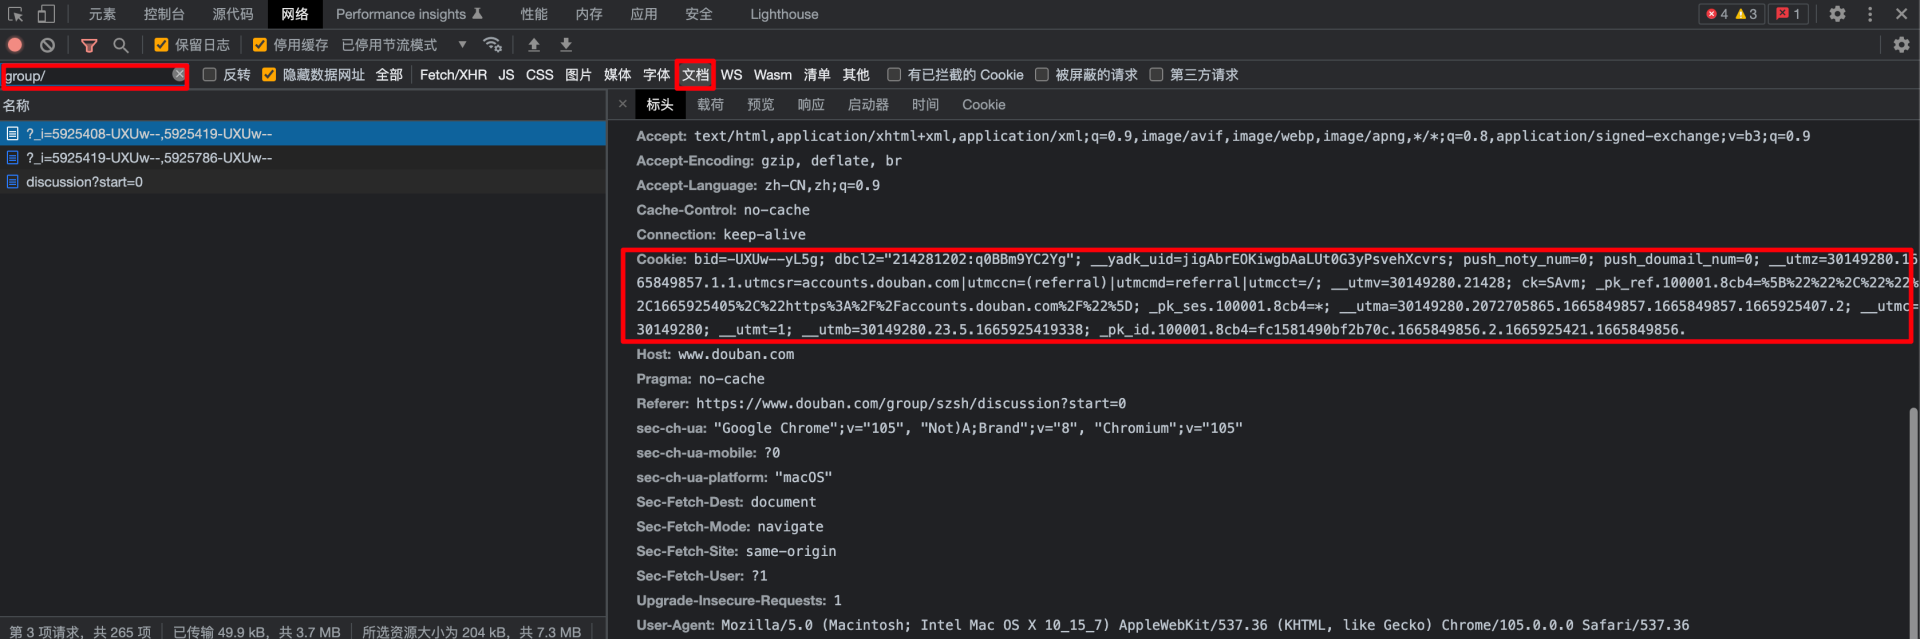 元素 控制台 源代码 网络 Performance insights 性能 内存 应用 安全 Lighthouse 4 3 1
保留日志 停用缓存 已停用节流模式
group/ 反转 隐藏数据网址 全部 Fetch/XHR JS CSS 图片 媒体 字体 文档 WS Wasm 清单 其他 有已拦截的 Cookie 被屏蔽的请求 第三方请求
名称
?_i=5925408-UXUw--,5925419-UXUw--
?_i=5925419-UXUw--,5925786-UXUw--
discussion?start=0
第 3 项请求，共 265 项 已传输 49.9 kB，共 3.7 MB 所选资源大小为 204 kB，共 7.3 MB
× 标头 载荷 预览 响应 启动器 时间 Cookie
Accept: text/html,application/xhtml+xml,application/xml;q=0.9,image/avif,image/webp,image/apng,*/*;q=0.8,application/signed-exchange;v=b3;q=0.9
Accept-Encoding: gzip, deflate, br
Accept-Language: zh-CN,zh;q=0.9
Cache-Control: no-cache
Connection: keep-alive
Cookie: bid=-UXUw--yL5g; dbcl2="214281202:q0BBm9YC2Yg"; __yadk_uid=jigAbrEOKiwgbAaLUt0G3yPsvehXcvrs; push_noty_num=0; push_doumail_num=0; __utmz=30149280.16
65849857.1.1.utmcsr=accounts.douban.com|utmccn=(referral)|utmcmd=referral|utmcct=/; __utmv=30149280.21428; ck=SAvm; _pk_ref.100001.8cb4=%5B%22%22%2C%22%22%
2C1665925405%2C%22https%3A%2F%2Faccounts.douban.com%2F%22%5D; _pk_ses.100001.8cb4=*; __utma=30149280.2072705865.1665849857.1665849857.1665925407.2; __utmc=
30149280; __utmt=1; __utmb=30149280.23.5.1665925419338; _pk_id.100001.8cb4=fc1581490bf2b70c.1665849856.2.1665925421.1665849856.
Host: www.douban.com
Pragma: no-cache
Referer: https://www.douban.com/group/szsh/discussion?start=0
sec-ch-ua: "Google Chrome";v="105", "Not)A;Brand";v="8", "Chromium";v="105"
sec-ch-ua-mobile: ?0
sec-ch-ua-platform: "macOS"
Sec-Fetch-Dest: document
Sec-Fetch-Mode: navigate
Sec-Fetch-Site: same-origin
Sec-Fetch-User: ?1
Upgrade-Insecure-Requests: 1
User-Agent: Mozilla/5.0 (Macintosh; Intel Mac OS X 10_15_7) AppleWebKit/537.36 (KHTML, like Gecko) Chrome/105.0.0.0 Safari/537.36